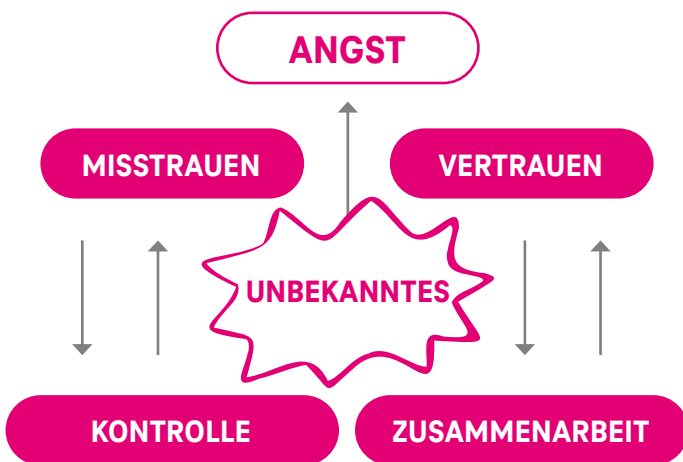 ANGST
MISSTRAUEN
VERTRAUEN
UNBEKANNTES
KONTROLLE
ZUSAMMENARBEIT